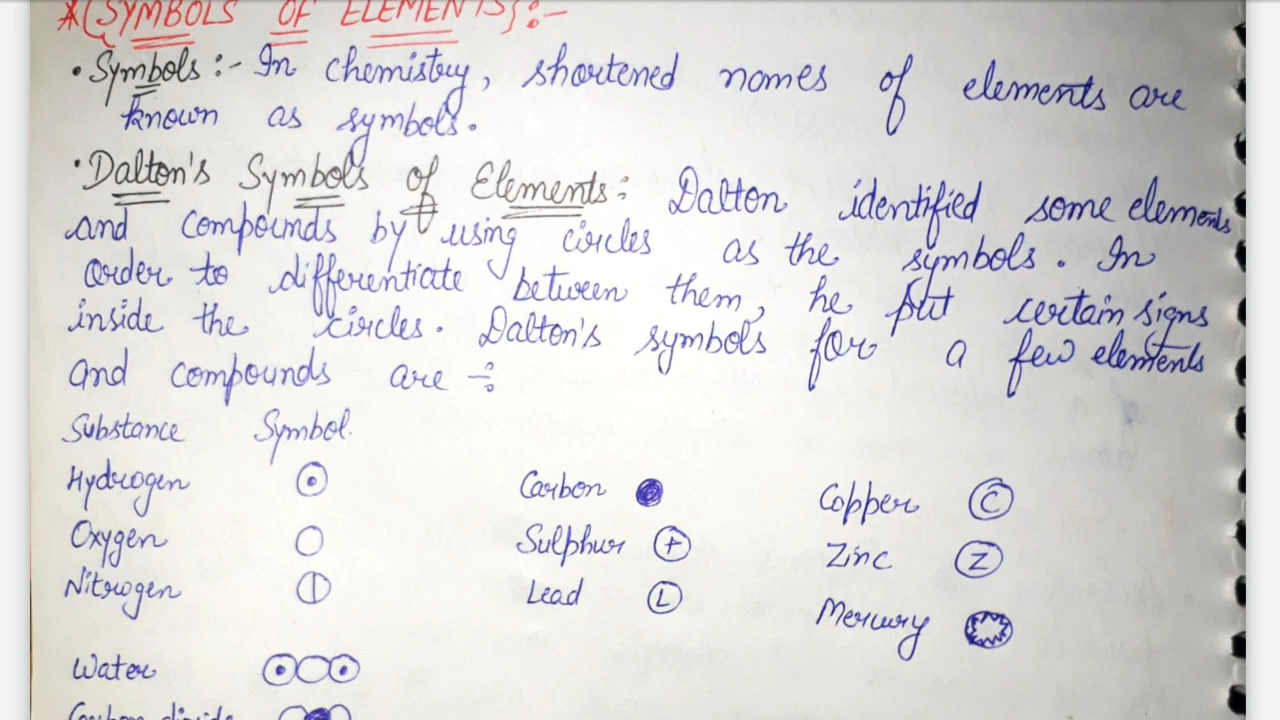 *{SYMBOLS OF ELEMENTS}:-
• Symbols :- In chemistry, shortened names of elements are
known as symbols.
• Dalton's Symbols of Elements: Dalton identified some elements
and compounds by using circles as the symbols. In
order to differentiate between them, he put certain signs
inside the circles. Dalton's symbols for a few elements
and compounds are :-
Substance Symbol.
Hydrogen Carbon Copper C
Oxygen Sulphur + Zinc Z
Nitrogen Lead L Mercury
Water
Carbon dioxide